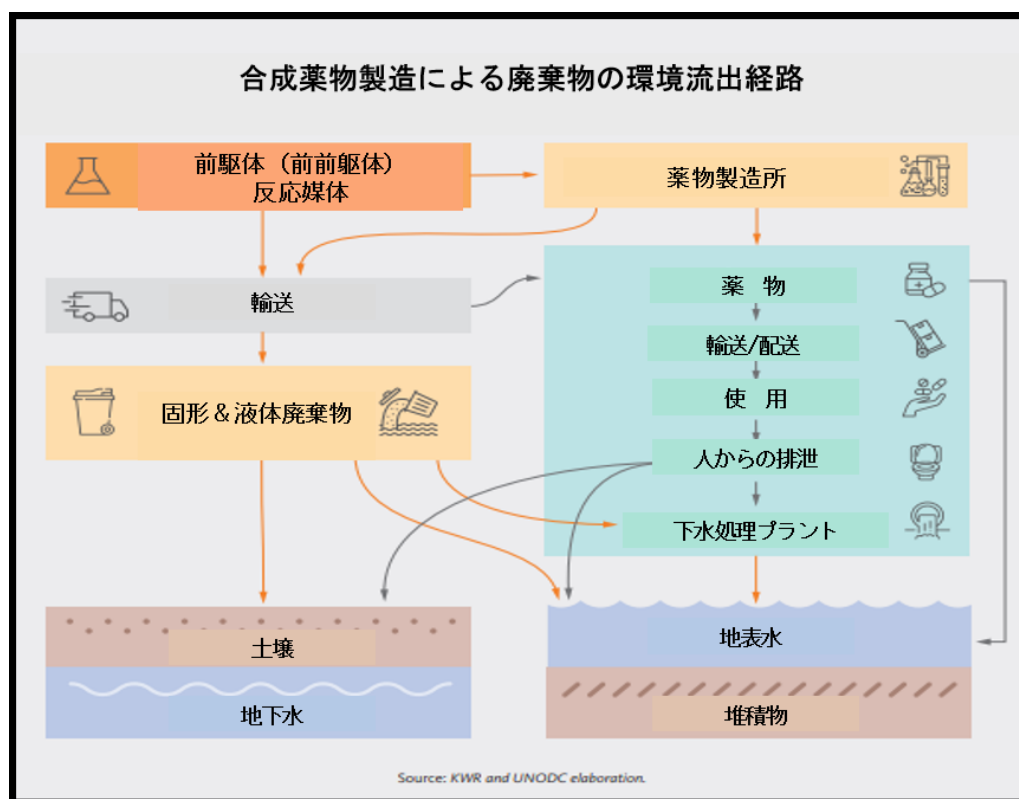 合成薬物製造による廃棄物の環境流出経路
前駆体（前前躯体）
反応媒体
薬物製造所
輸送
薬　物
輸送/配送
固形＆液体廃棄物
使　用
人からの排泄
下水処理プラント
土壌
地下水
地表水
堆積物
Source: KWR and UNODC elaboration.